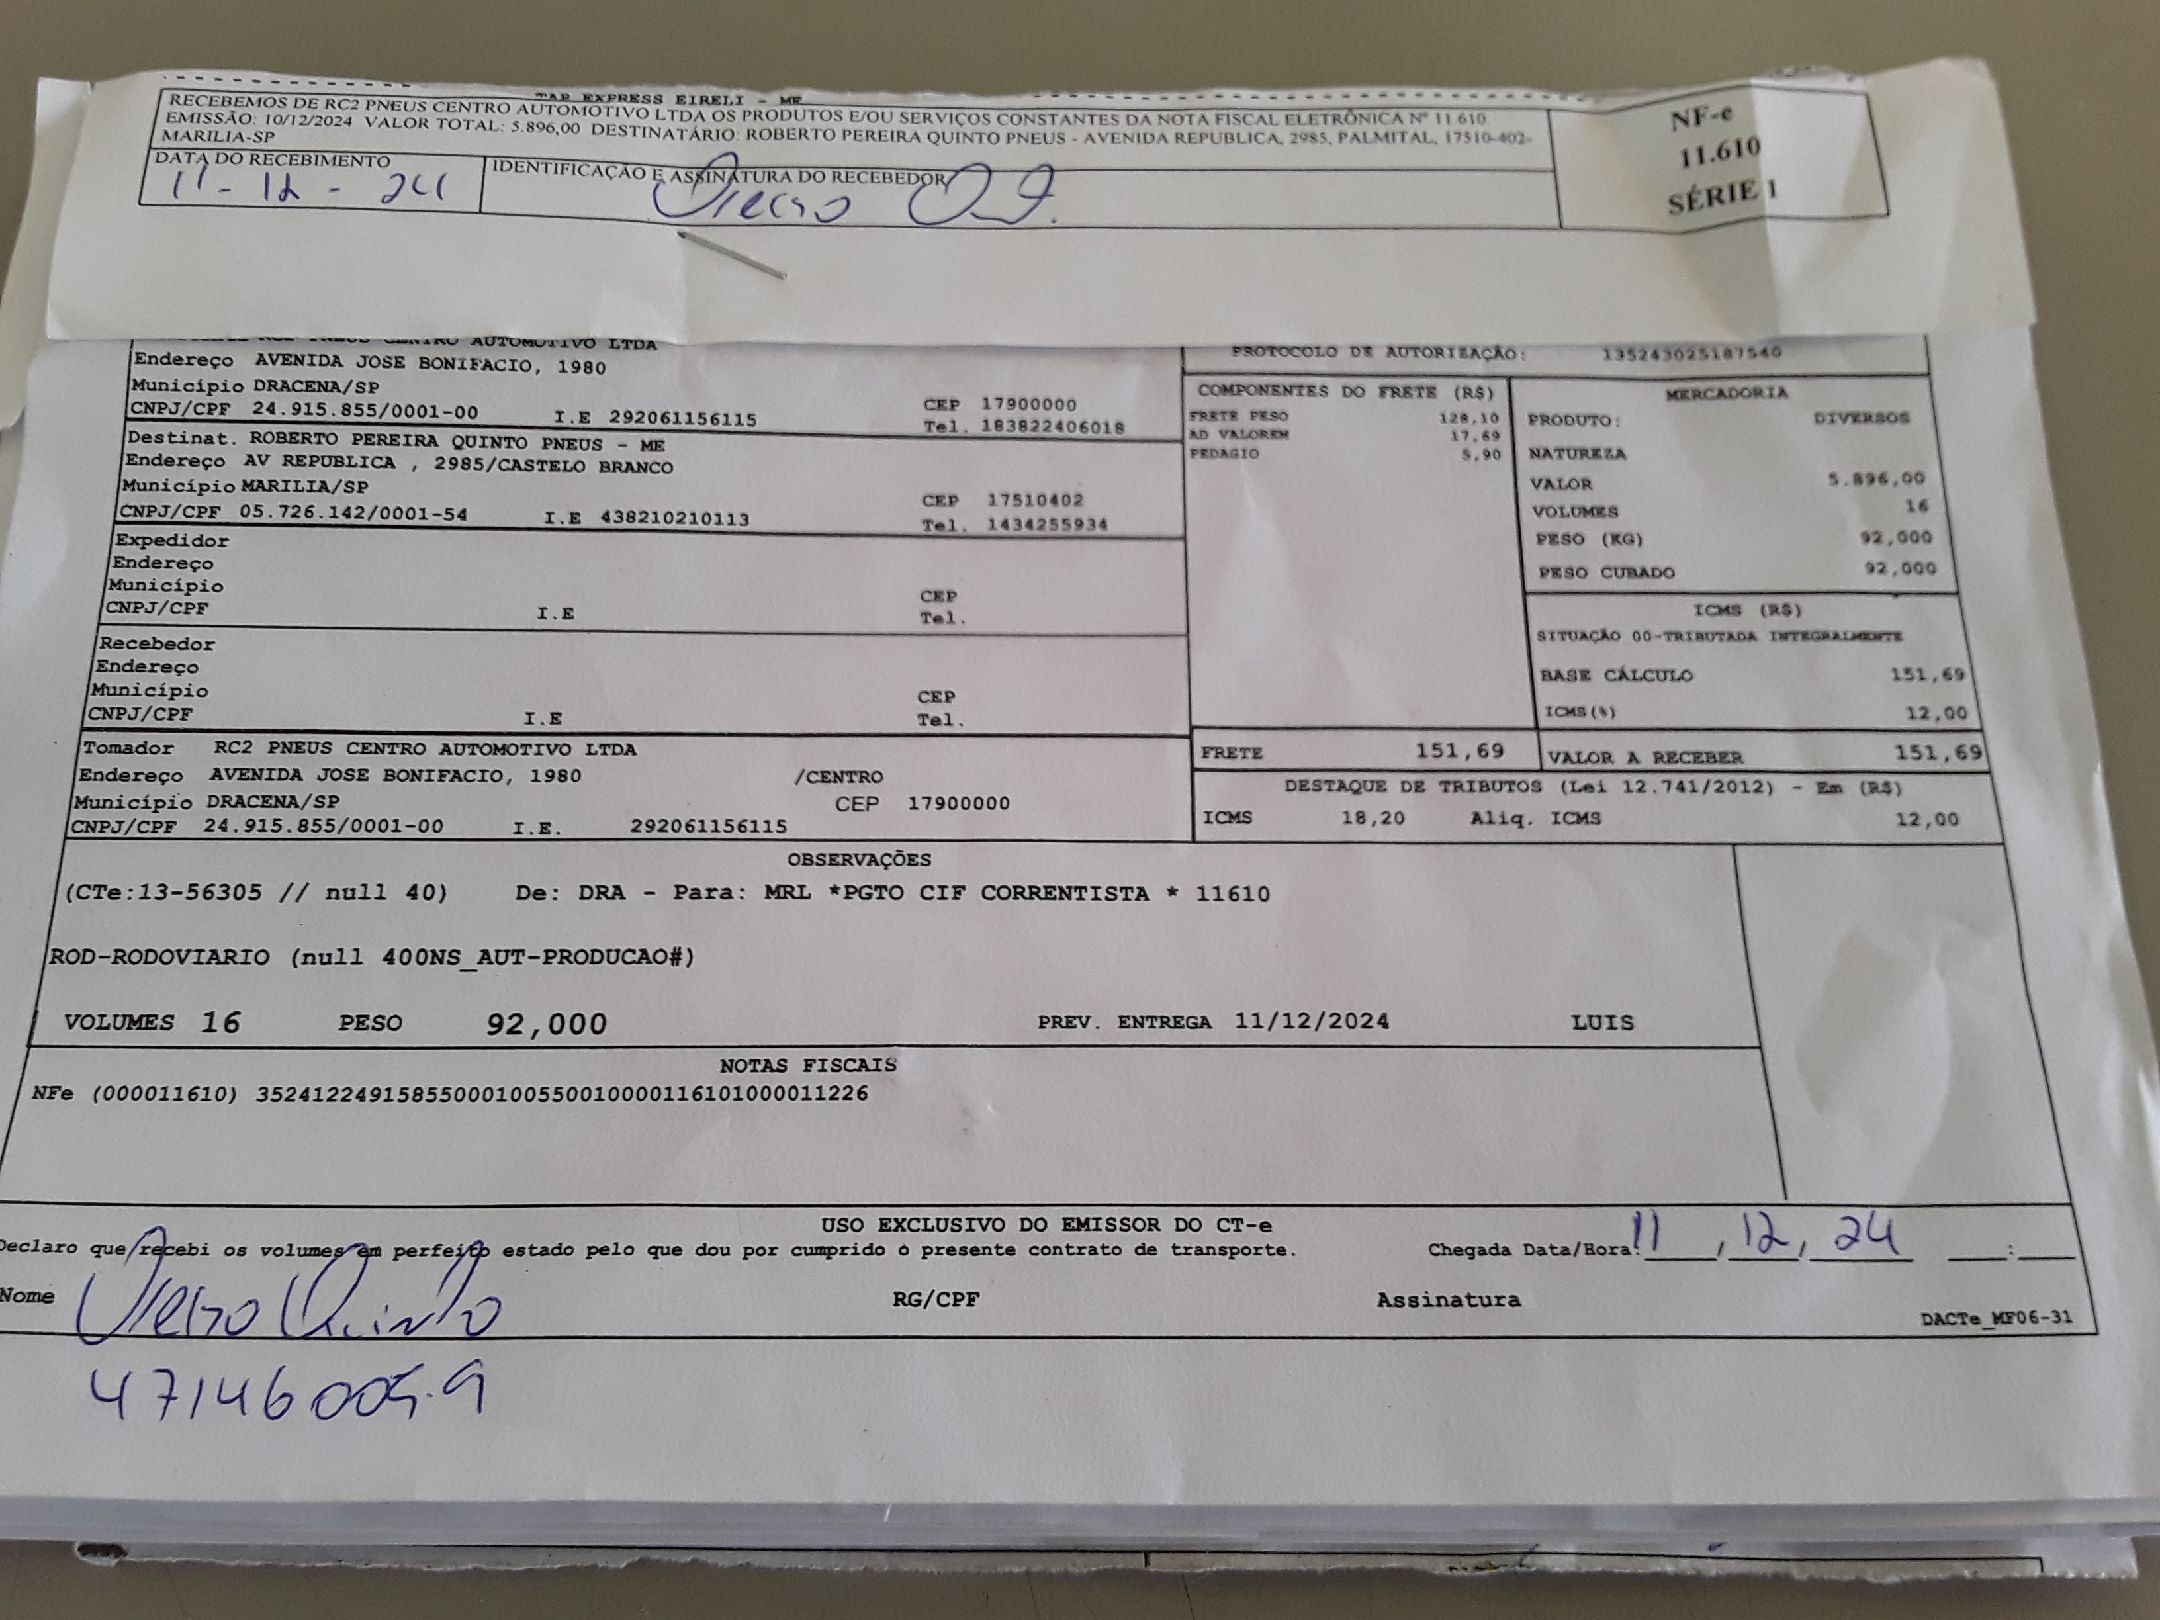 TAR EXPRESS EIRELI - ME
RECEBEMOS DE RC2 PNEUS CENTRO AUTOMOTIVO LTDA OS PRODUTOS E/OU SERVIÇOS CONSTANTES DA NOTA FISCAL ELETRÔNICA Nº 11.610
EMISSÃO: 10/12/2024 VALOR TOTAL: 5.896,00 DESTINATÁRIO: ROBERTO PEREIRA QUINTO PNEUS - AVENIDA REPUBLICA, 2985, PALMITAL, 17510-402-
MARILIA-SP
NF-e
11.610
SÉRIE 1
DATA DO RECEBIMENTO
11-12-24
IDENTIFICAÇÃO E ASSINATURA DO RECEBEDOR
RC2 PNEUS CENTRO AUTOMOTIVO LTDA
Endereço AVENIDA JOSE BONIFACIO, 1980
Município DRACENA/SP
CNPJ/CPF 24.915.855/0001-00 I.E 292061156115
CEP 17900000
Tel. 183822406018
Destinat. ROBERTO PEREIRA QUINTO PNEUS - ME
Endereço AV REPUBLICA , 2985/CASTELO BRANCO
Município MARILIA/SP
CNPJ/CPF 05.726.142/0001-54 I.E 438210210113
CEP 17510402
Tel. 1434255934
Expedidor
Endereço
Município
CNPJ/CPF I.E
CEP
Tel.
Recebedor
Endereço
Município
CNPJ/CPF I.E
CEP
Tel.
Tomador RC2 PNEUS CENTRO AUTOMOTIVO LTDA
Endereço AVENIDA JOSE BONIFACIO, 1980 /CENTRO
Município DRACENA/SP CEP 17900000
CNPJ/CPF 24.915.855/0001-00 I.E. 292061156115
PROTOCOLO DE AUTORIZAÇÃO: 135243025187540
COMPONENTES DO FRETE (R$)
FRETE PESO 128,10
AD VALOREM 17,69
PEDAGIO 5,90
MERCADORIA
PRODUTO: DIVERSOS
NATUREZA
VALOR 5.896,00
VOLUMES 16
PESO (KG) 92,000
PESO CUBADO 92,000
ICMS (R$)
SITUAÇÃO 00-TRIBUTADA INTEGRALMENTE
BASE CÁLCULO 151,69
ICMS(%) 12,00
FRETE 151,69
VALOR A RECEBER 151,69
DESTAQUE DE TRIBUTOS (Lei 12.741/2012) - Em (R$)
ICMS 18,20 Aliq. ICMS 12,00
OBSERVAÇÕES
(CTe:13-56305 // null 40) De: DRA - Para: MRL *PGTO CIF CORRENTISTA * 11610
ROD-RODOVIARIO (null 400NS_AUT-PRODUCAO#)
VOLUMES 16 PESO 92,000 PREV. ENTREGA 11/12/2024 LUIS
NOTAS FISCAIS
NFe (000011610) 35241224915855000100550010000116101000011226
USO EXCLUSIVO DO EMISSOR DO CT-e
Declaro que recebi os volumes em perfeito estado pelo que dou por cumprido o presente contrato de transporte. Chegada Data/Hora: 11, 12, 24 :
Nome Quinto RG/CPF Assinatura
DACTe_MF06-31